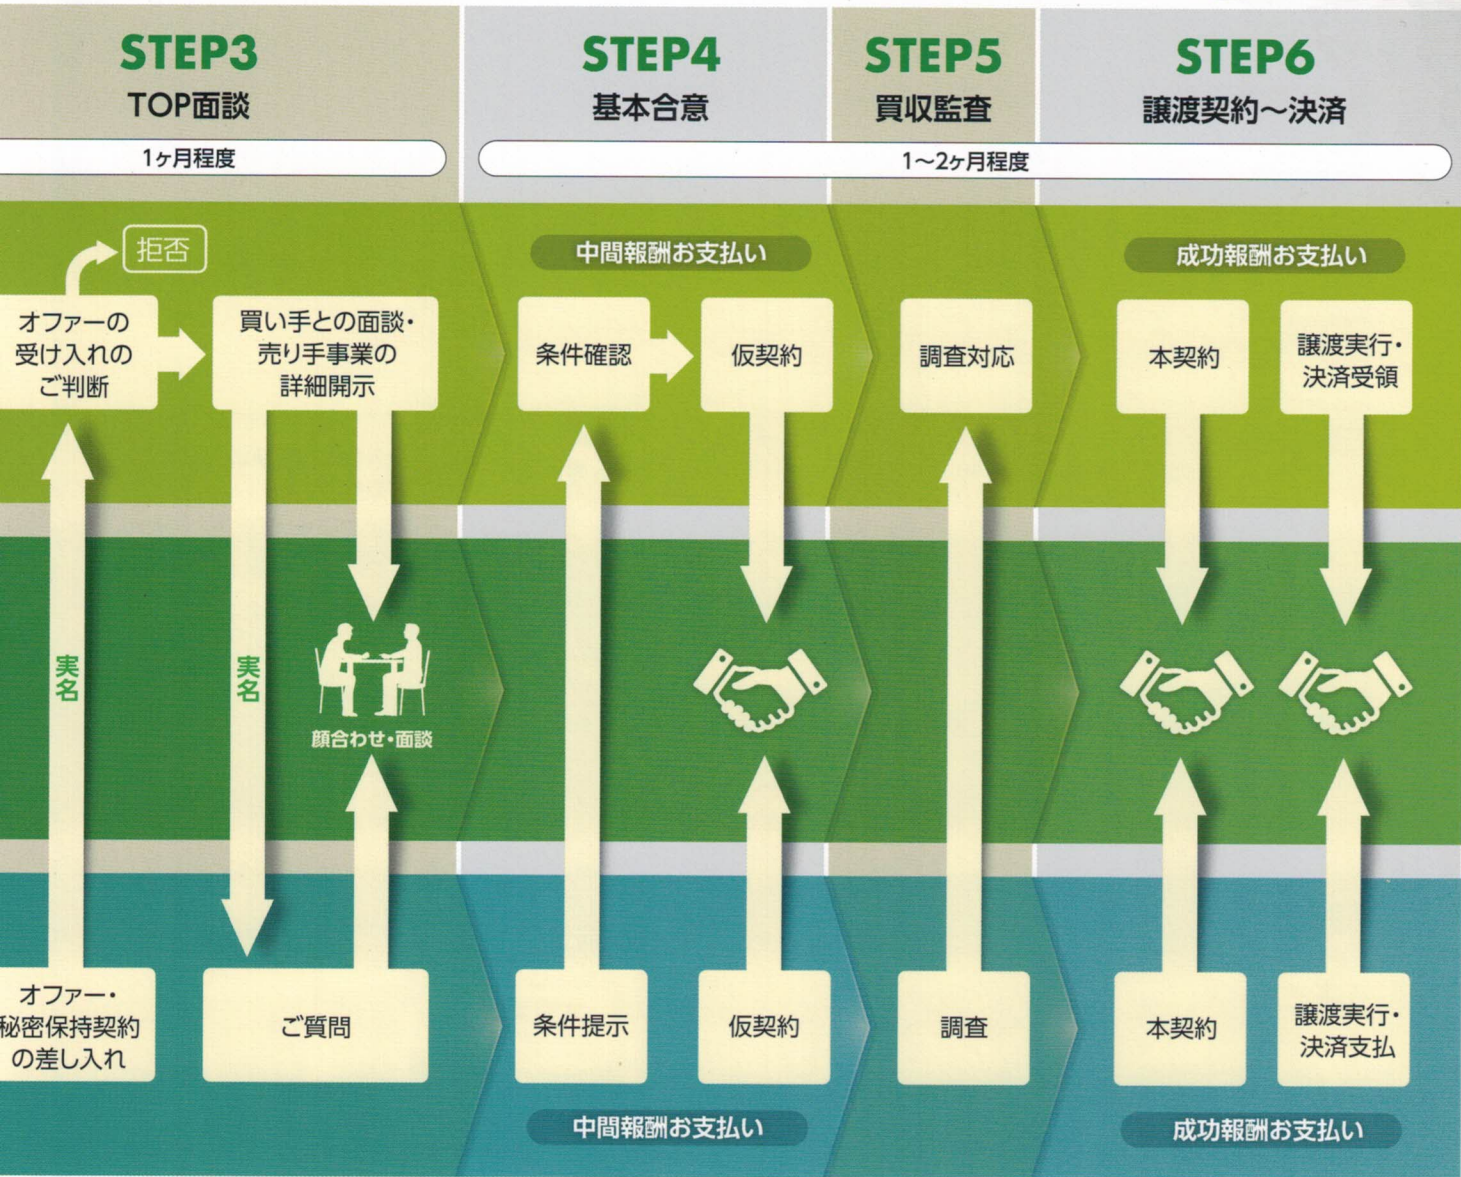 STEP3
TOP面談
1ヶ月程度
STEP4
基本合意
STEP5
買収監査
STEP6
譲渡契約～決済
1～2ヶ月程度
拒否
オファーの
受け入れの
ご判断
買い手との面談・
売り手事業の
詳細開示
中間報酬お支払い
条件確認
仮契約
調査対応
成功報酬お支払い
本契約
譲渡実行・
決済受領
実名
実名
顔合わせ・面談
オファー・
秘密保持契約
の差し入れ
ご質問
条件提示
仮契約
中間報酬お支払い
調査
本契約
譲渡実行・
決済支払
成功報酬お支払い